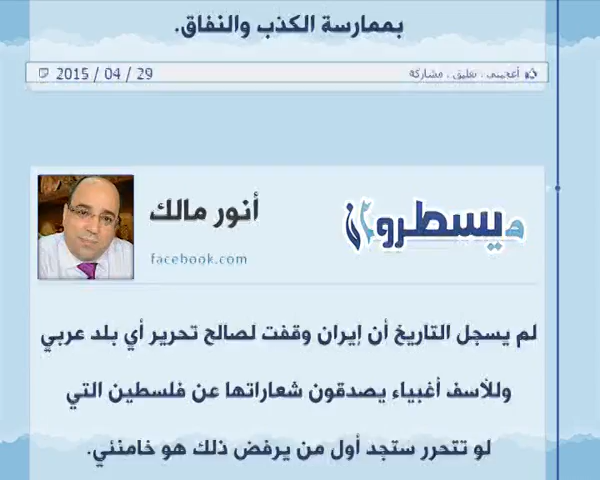 بممارسة الكذب والنفاق.
أعجبني . تعليق . مشاركة
29 / 04 / 2015
يسطرون
أنور مالك
facebook.com
لم يسجل التاريخ أن إيران وقفت لصالح تحرير أي بلد عربي
وللأسف أغبياء يصدقون شعاراتها عن فلسطين التي
لو تتحرر ستجد أول من يرفض ذلك هو خامنئي.